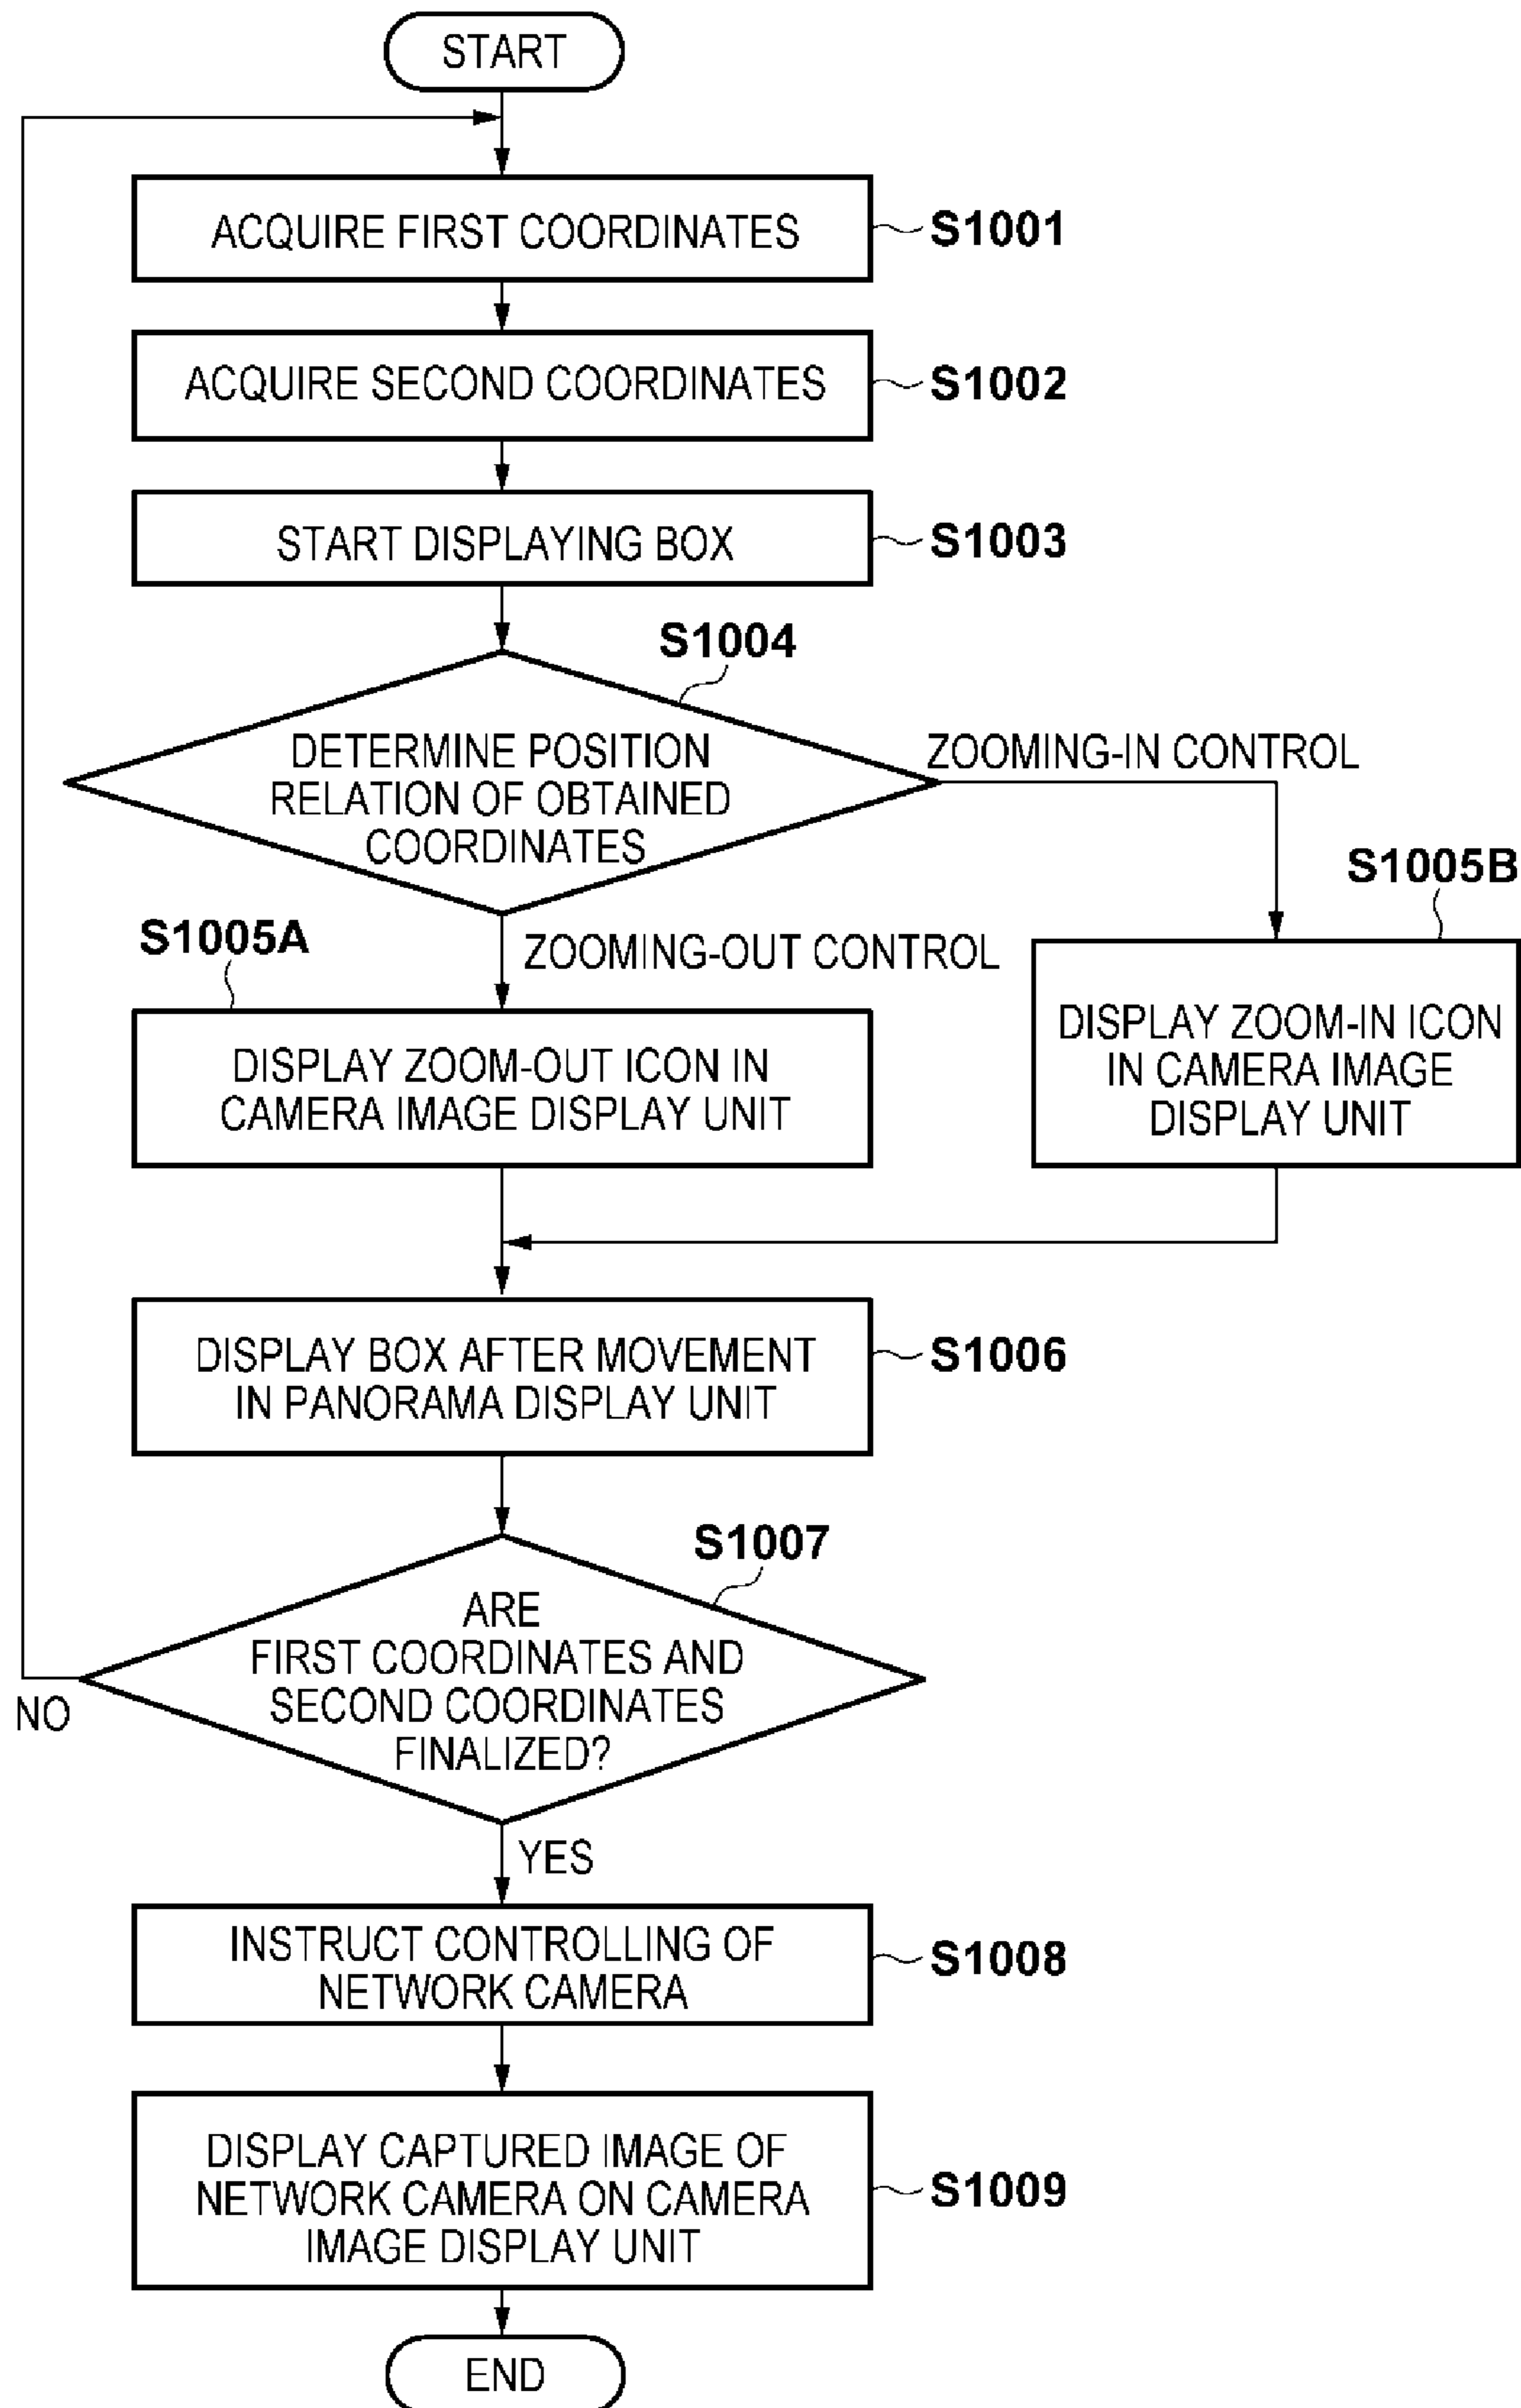 START
ACQUIRE FIRST COORDINATES
S1001
ACQUIRE SECOND COORDINATES
S1002
START DISPLAYING BOX
S1003
S1004
DETERMINE POSITION
RELATION OF OBTAINED
COORDINATES
ZOOMING-IN CONTROL
S1005B
S1005A
ZOOMING-OUT CONTROL
DISPLAY ZOOM-OUT ICON IN
CAMERA IMAGE DISPLAY UNIT
DISPLAY ZOOM-IN ICON
IN CAMERA IMAGE
DISPLAY UNIT
DISPLAY BOX AFTER MOVEMENT
IN PANORAMA DISPLAY UNIT
S1006
S1007
ARE
FIRST COORDINATES AND
SECOND COORDINATES
FINALIZED?
NO
YES
INSTRUCT CONTROLLING OF
NETWORK CAMERA
S1008
DISPLAY CAPTURED IMAGE OF
NETWORK CAMERA ON CAMERA
IMAGE DISPLAY UNIT
S1009
END